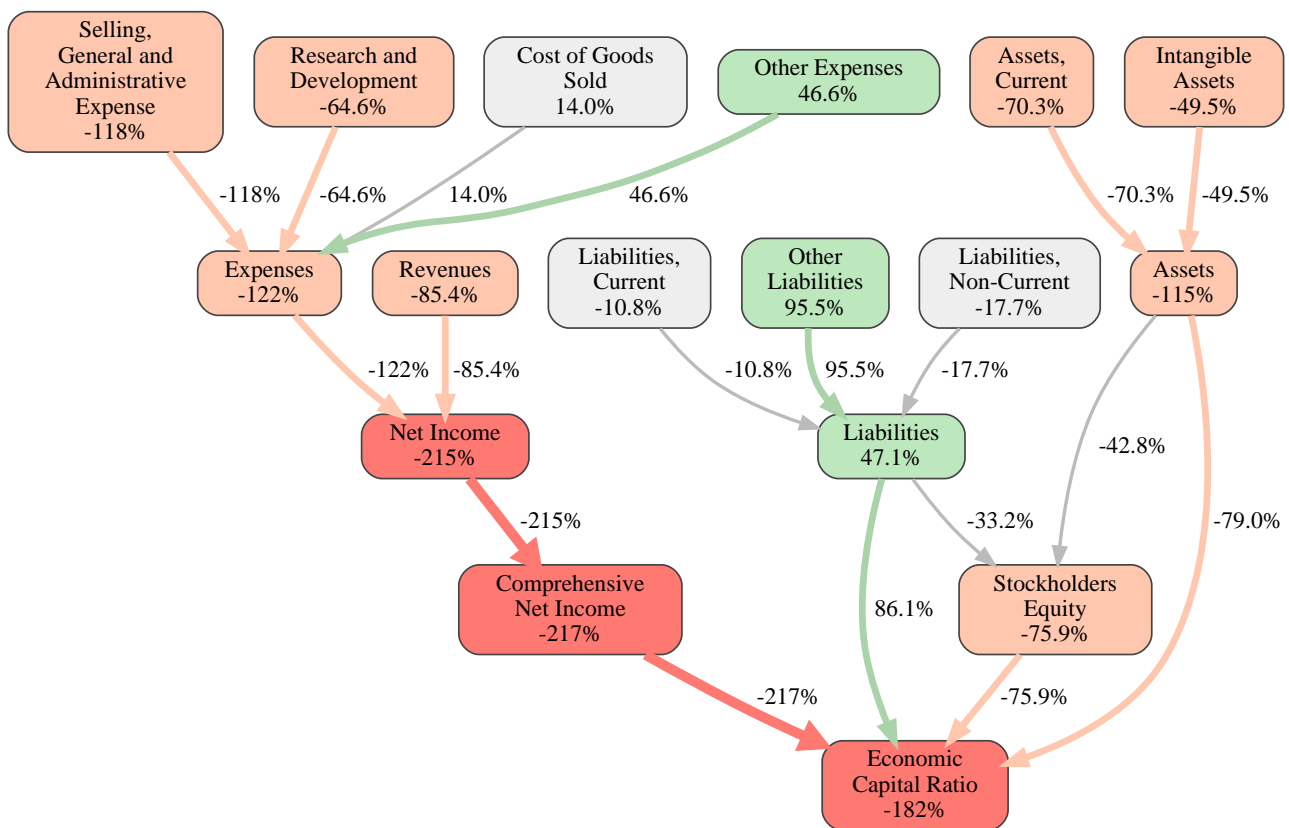 Selling,
General and
Administrative
Expense
-118%
Research and
Development
-64.6%
Cost of Goods
Sold
14.0%
Other Expenses
46.6%
Assets,
Current
-70.3%
Intangible
Assets
-49.5%
-118%
-64.6%
14.0%
46.6%
-70.3%
-49.5%
Expenses
-122%
Revenues
-85.4%
Liabilities,
Current
-10.8%
Other
Liabilities
95.5%
Liabilities,
Non-Current
-17.7%
Assets
-115%
-122%
-85.4%
-10.8%
95.5%
-17.7%
Net Income
-215%
Liabilities
47.1%
-42.8%
-215%
-33.2%
-79.0%
Comprehensive
Net Income
-217%
86.1%
Stockholders
Equity
-75.9%
-217%
-75.9%
Economic
Capital Ratio
-182%